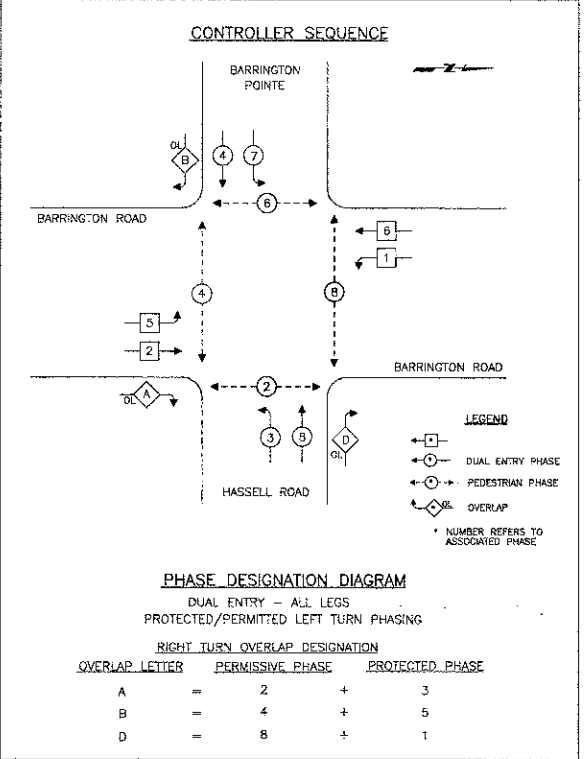 CONTROLLER SEQUENCE
BARRINGTON
POINTE
Z
OL
B
4
7
6
BARRINGTON ROAD
6
1
4
8
5
2
BARRINGTON ROAD
OL
A
2
3
8
D
OL
HASSELL ROAD
LEGEND
DUAL ENTRY PHASE
PEDESTRIAN PHASE
OL
OVERLAP
* NUMBER REFERS TO
ASSOCIATED PHASE
PHASE DESIGNATION DIAGRAM
DUAL ENTRY - ALL LEGS
PROTECTED/PERMITTED LEFT TURN PHASING
RIGHT TURN OVERLAP DESIGNATION
OVERLAP LETTER PERMISSIVE PHASE PROTECTED PHASE
A = 2 + 3
B = 4 + 5
D = 8 + 1